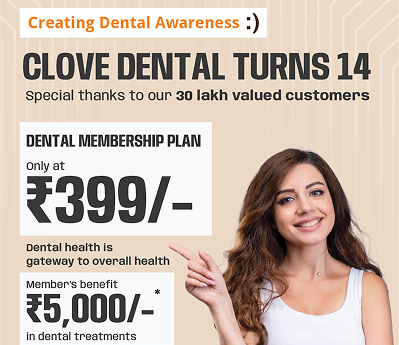 Creating Dental Awareness :)
CLOVE DENTAL TURNS 14
Special thanks to our 30 lakh valued customers
DENTAL MEMBERSHIP PLAN
Only at
₹399/-
Dental health is
gateway to overall health
Member's benefit
₹5,000/-*
in dental treatments